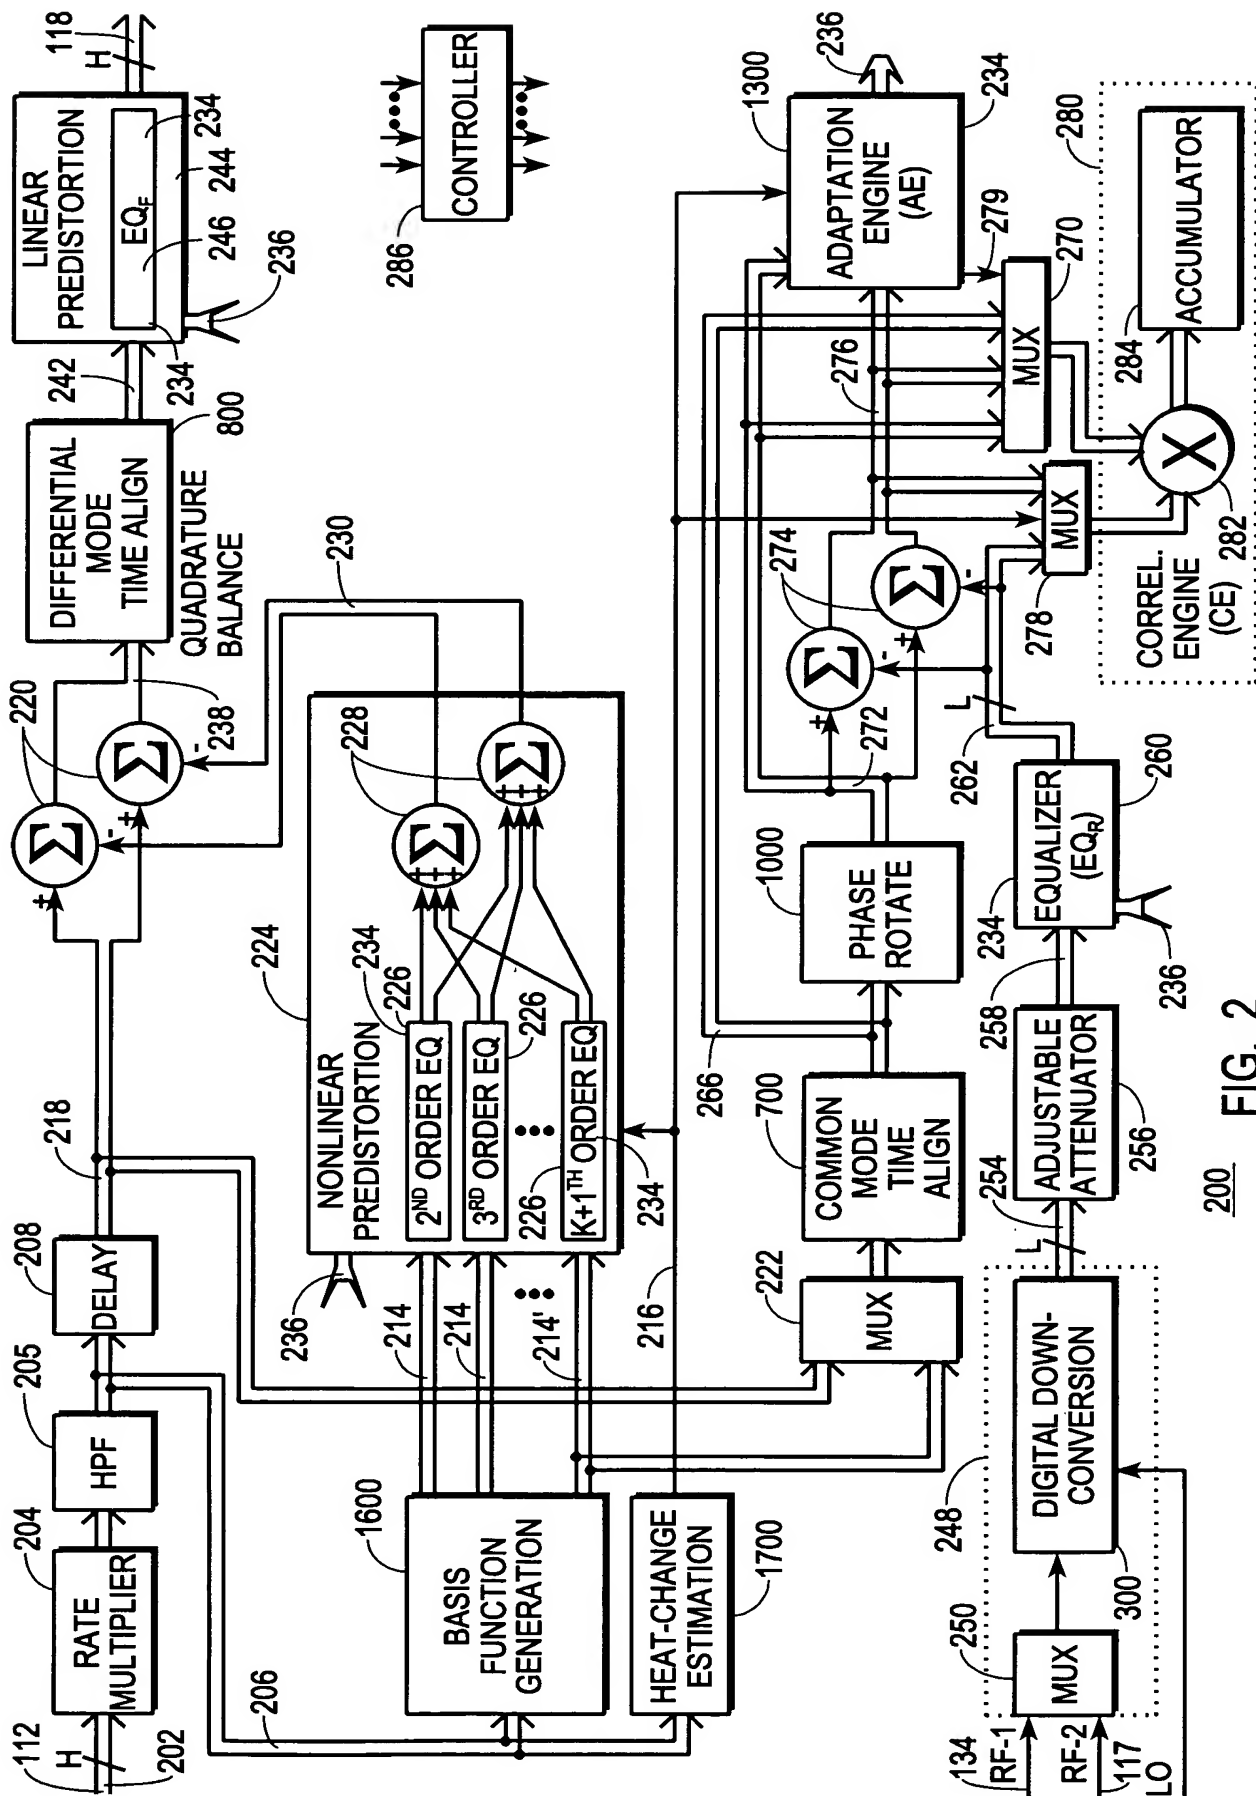 112
H
202
204
RATE
MULTIPLIER
205
HPF
206
208
DELAY
218
220
Σ
+
-
Σ
+
-
238
DIFFERENTIAL
MODE
TIME ALIGN
800
QUADRATURE
BALANCE
242
LINEAR
PREDISTORTION
EQF
234
234
246
244
236
H
118
1600
BASIS
FUNCTION
GENERATION
214
214
214'
236
224
NONLINEAR
PREDISTORTION
2ND ORDER EQ
226
234
3RD ORDER EQ
226
K+1TH ORDER EQ
226
234
228
Σ
+++
Σ
+++
230
286
CONTROLLER
HEAT-CHANGE
ESTIMATION
1700
216
222
MUX
700
COMMON
MODE
TIME
ALIGN
266
1000
PHASE
ROTATE
272
274
Σ
+
-
Σ
+
-
276
1300
ADAPTATION
ENGINE
(AE)
234
236
279
134
RF-1
RF-2
117
LO
250
MUX
248
DIGITAL DOWN-
CONVERSION
300
L
254
ADJUSTABLE
ATTENUATOR
256
258
234
EQUALIZER
(EQR)
260
236
262
L
278
MUX
MUX
270
CORREL.
ENGINE
(CE)
282
X
284
ACCUMULATOR
280
200
FIG. 2